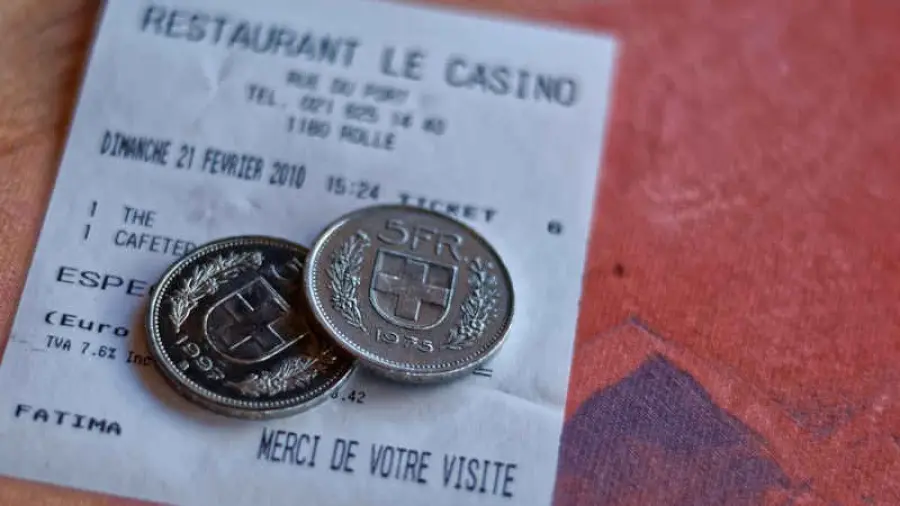 RESTAURANT LE CASINO
RUE DU PORT
TEL. 021 825 14 40
1180 ROLLE
DIMANCHE 21 FEVRIER 2010 15:24 TICKET 6
1 THE
1 CAFETER
ESPE
(Euro
TVA 7.6% Inc 8.42
FATIMA
MERCI DE VOTRE VISITE
5FR.
1975
1997